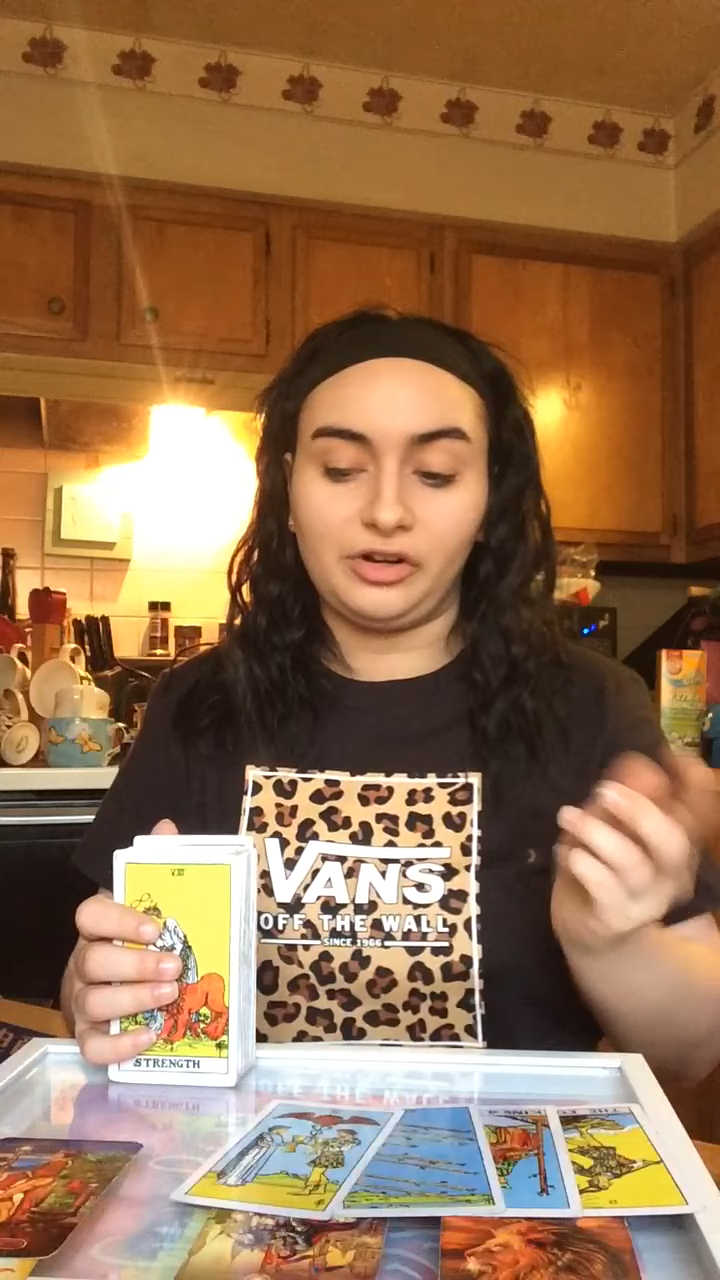 VANS
OFF THE WALL
SINCE 1966
VIII
STRENGTH